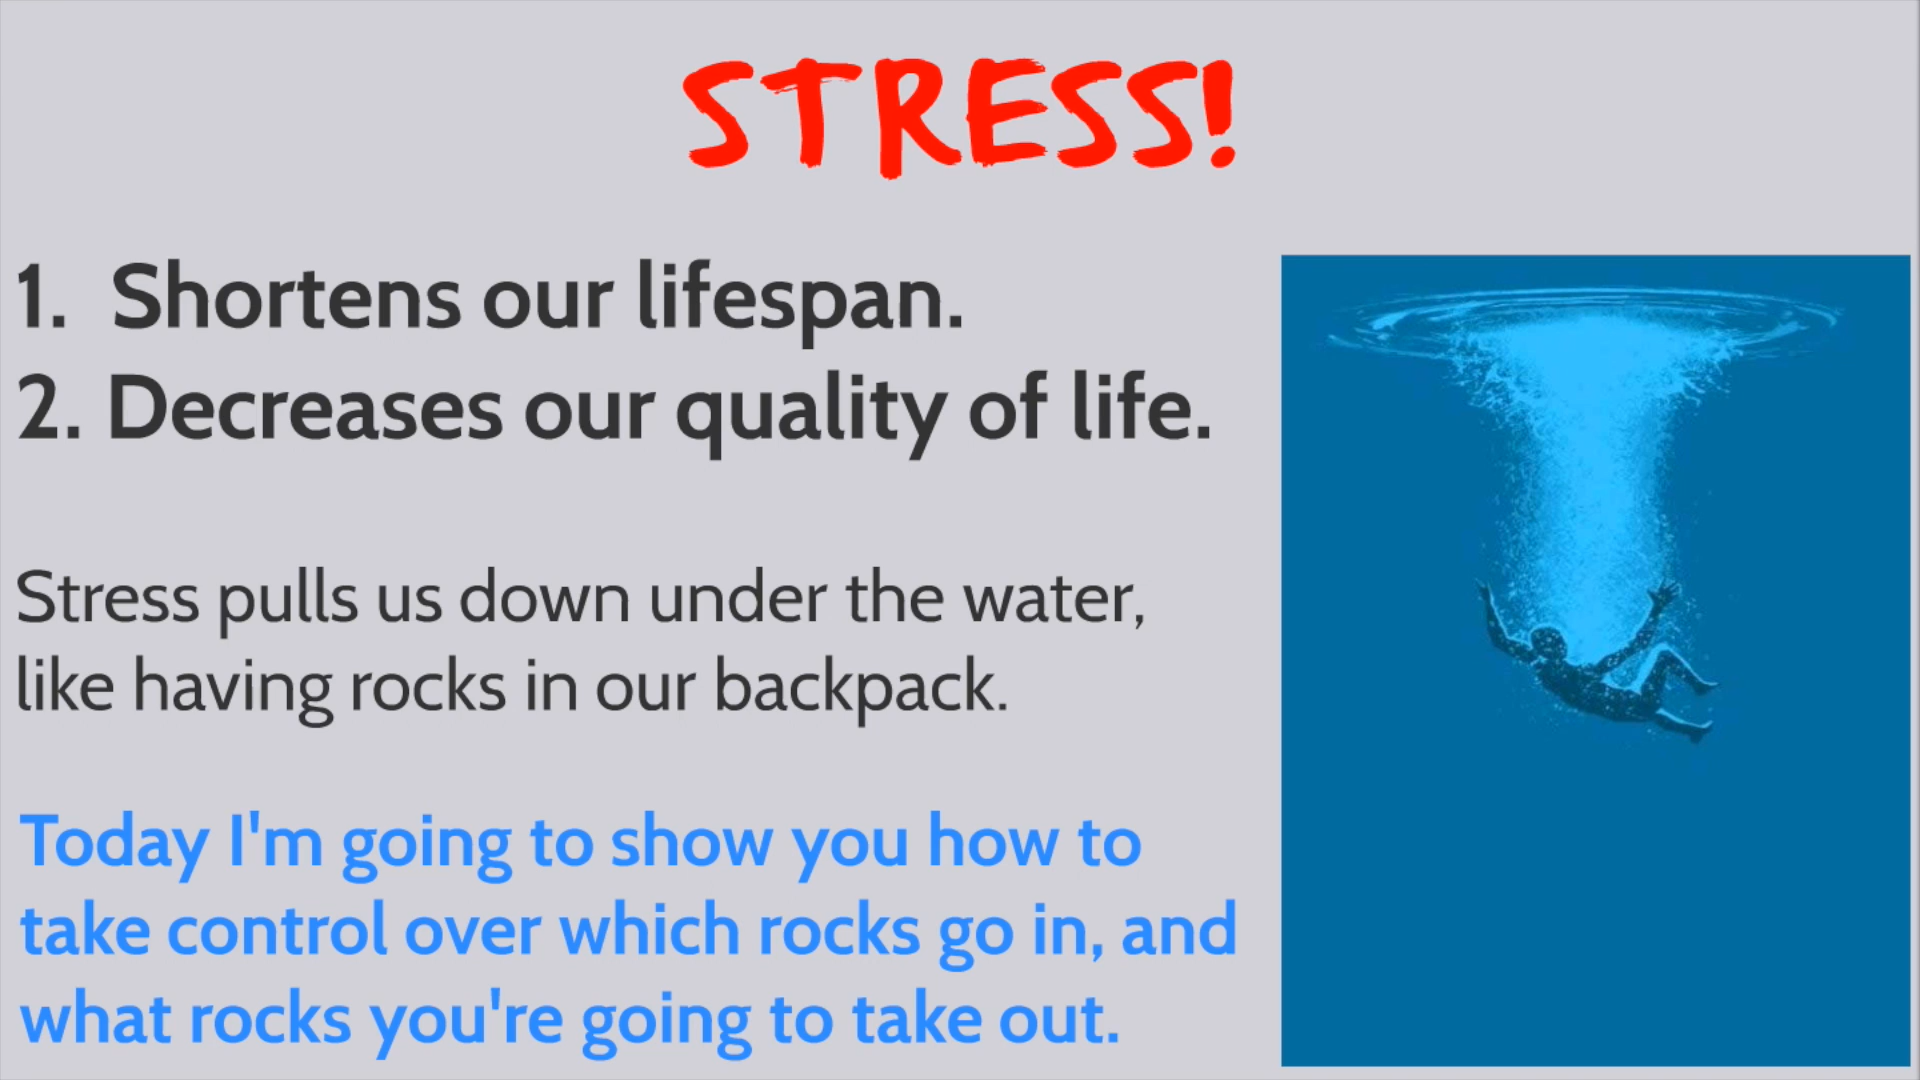 STRESS!
1. Shortens our lifespan.
2. Decreases our quality of life.
Stress pulls us down under the water,
like having rocks in our backpack.
Today I'm going to show you how to
take control over which rocks go in, and
what rocks you're going to take out.